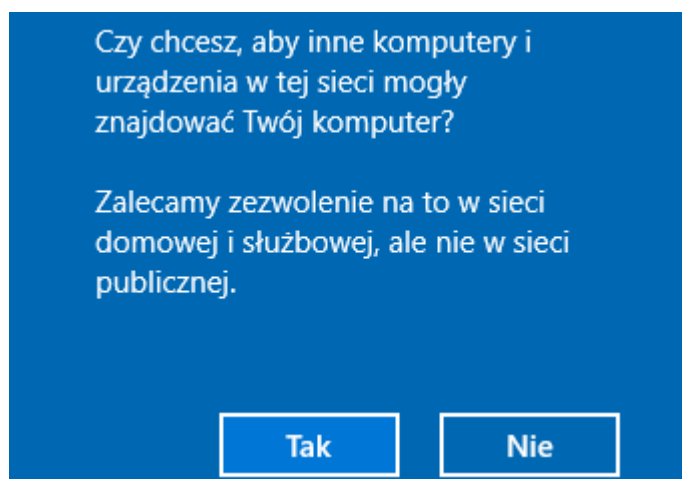 Czy chcesz, aby inne komputery i
urządzenia w tej sieci mogły
znajdować Twój komputer?
Zalecamy zezwolenie na to w sieci
domowej i służbowej, ale nie w sieci
publicznej.
Tak Nie